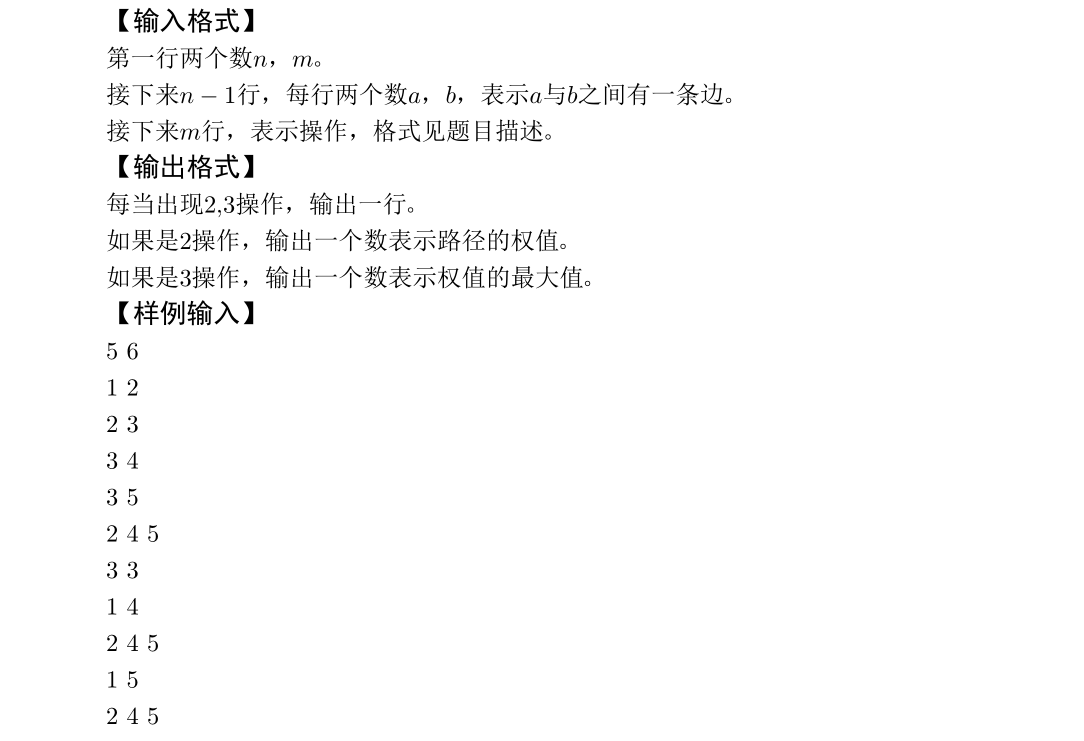 【输入格式】
第一行两个数n，m。
接下来n − 1行，每行两个数a，b，表示a与b之间有一条边。
接下来m行，表示操作，格式见题目描述。
【输出格式】
每当出现2,3操作，输出一行。
如果是2操作，输出一个数表示路径的权值。
如果是3操作，输出一个数表示权值的最大值。
【样例输入】
5 6
1 2
2 3
3 4
3 5
2 4 5
3 3
1 4
2 4 5
1 5
2 4 5